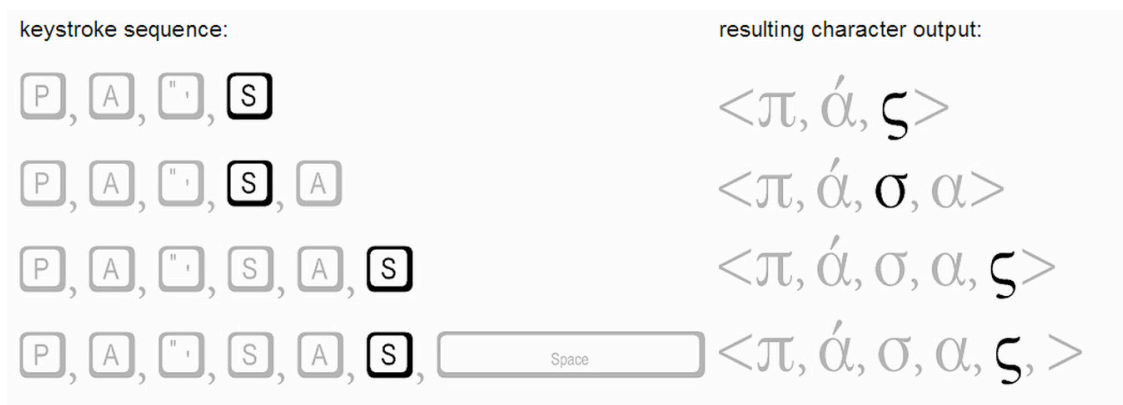 keystroke sequence: resulting character output:
P, A, " ', S <π, ά, ς>
P, A, " ', S, A <π, ά, σ, α>
P, A, " ', S, A, S <π, ά, σ, α, ς>
P, A, " ', S, A, S, Space <π, ά, σ, α, ς, >